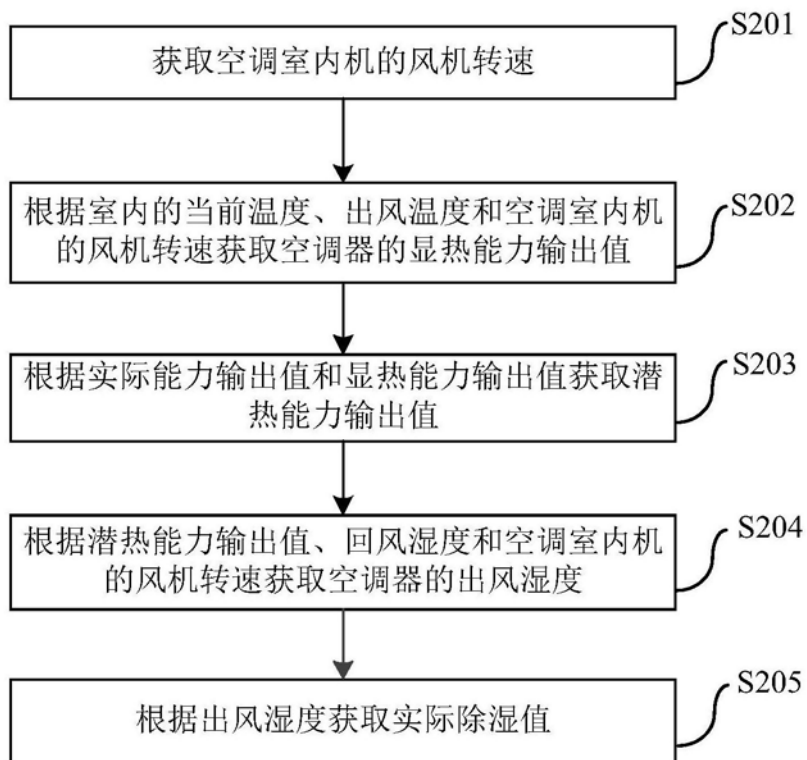 获取空调室内机的风机转速
S201
根据室内的当前温度、出风温度和空调室内机
的风机转速获取空调器的显热能力输出值
S202
根据实际能力输出值和显热能力输出值获取潜
热能力输出值
S203
根据潜热能力输出值、回风湿度和空调室内机
的风机转速获取空调器的出风湿度
S204
根据出风湿度获取实际除湿值
S205